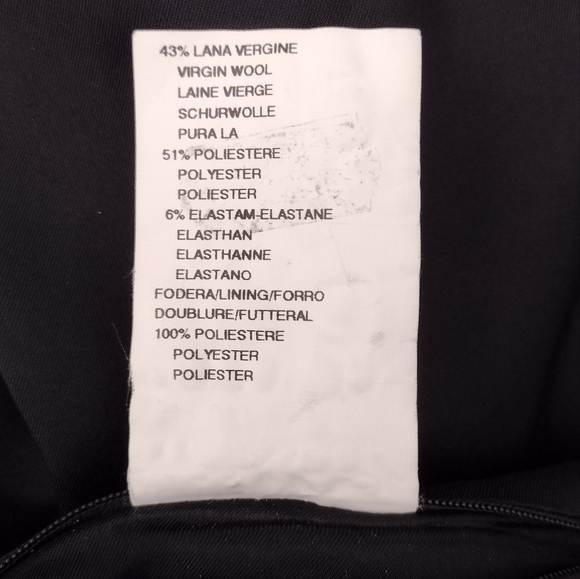 43% LANA VERGINE
VIRGIN WOOL
LAINE VIERGE
SCHURWOLLE
PURA LA
51% POLIESTERE
POLYESTER
POLIESTER
6% ELASTAM-ELASTANE
ELASTHAN
ELASTHANNE
ELASTANO
FODERA/LINING/FORRO
DOUBLURE/FUTTERAL
100% POLIESTERE
POLYESTER
POLIESTER